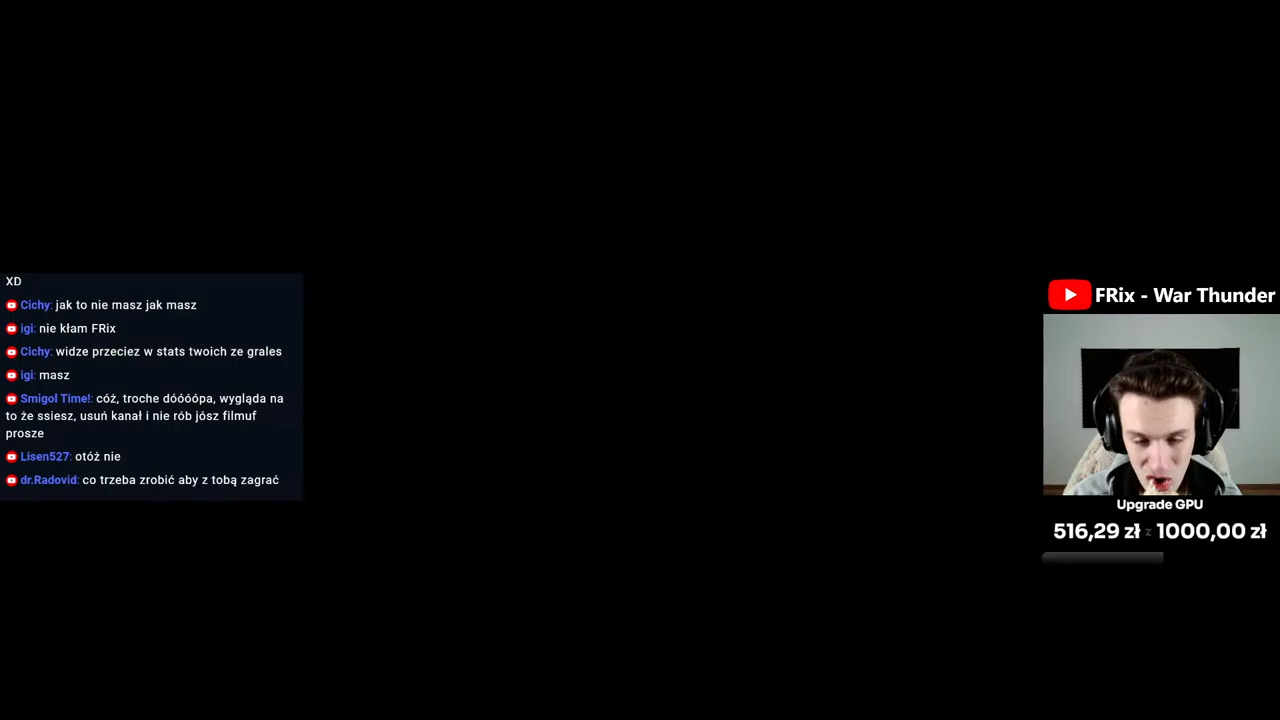 XD
Cichy: jak to nie masz jak masz
igi: nie kłam FRix
Cichy: widze przeciez w stats twoich ze grales
igi: masz
Smigol Time!: cóż, troche dóóóópa, wygląda na
to że ssiesz, usuń kanał i nie rób jósz filmuf
prosze
Lisen527: otóż nie
dr.Radovid: co trzeba zrobić aby z tobą zagrać
FRix - War Thunder
Upgrade GPU
516,29 zł z 1000,00 zł